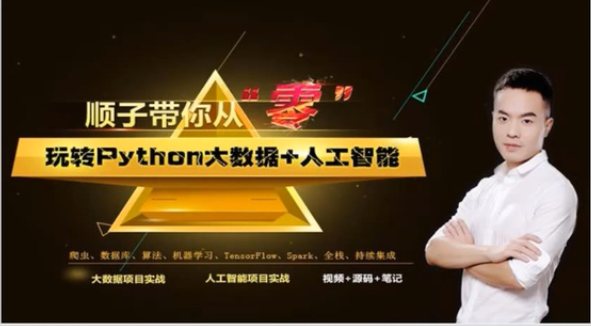 顺子带你从“零”
玩转Python大数据+人工智能
爬虫、数据库、算法、机器学习、TensorFlow、Spark、全栈、持续集成
大数据项目实战 人工智能项目实战 视频+源码+笔记